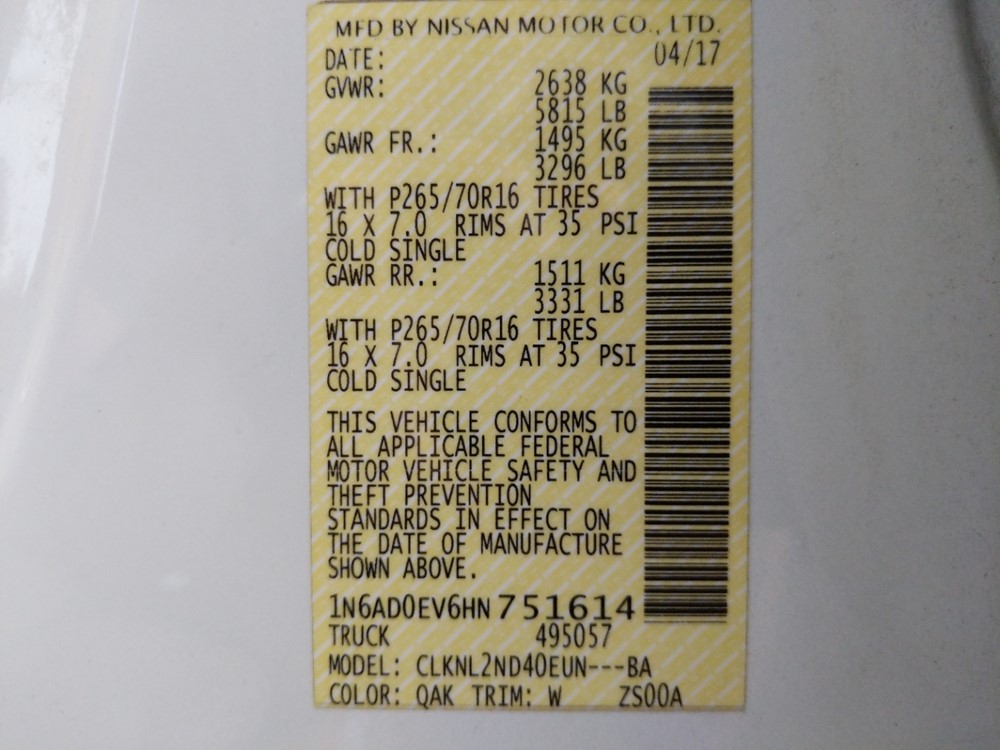 MFD BY NISSAN MOTOR CO., LTD.
DATE: 04/17
GVWR: 2638 KG
5815 LB
GAWR FR.: 1495 KG
3296 LB
WITH P265/70R16 TIRES
16 X 7.0 RIMS AT 35 PSI
COLD SINGLE
GAWR RR.: 1511 KG
3331 LB
WITH P265/70R16 TIRES
16 X 7.0 RIMS AT 35 PSI
COLD SINGLE
THIS VEHICLE CONFORMS TO
ALL APPLICABLE FEDERAL
MOTOR VEHICLE SAFETY AND
THEFT PREVENTION
STANDARDS IN EFFECT ON
THE DATE OF MANUFACTURE
SHOWN ABOVE.
1N6AD0EV6HN751614
TRUCK 495057
MODEL: CLKNL2ND40EUN---BA
COLOR: QAK TRIM: W ZS00A